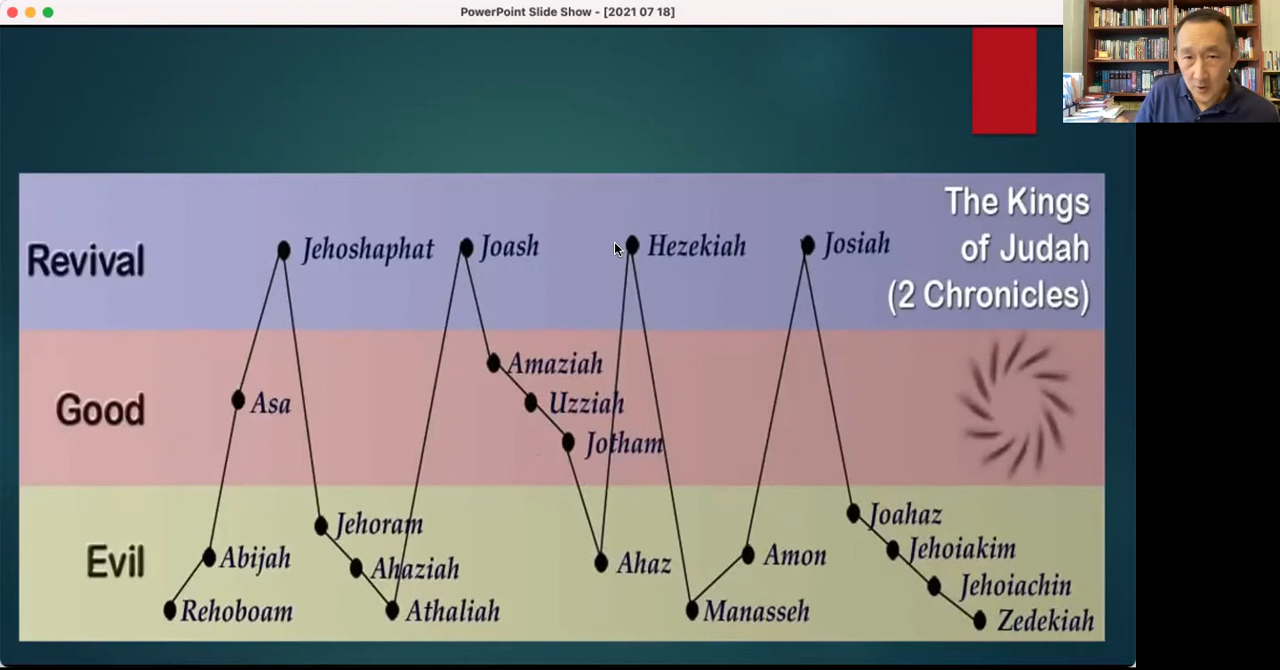 PowerPoint Slide Show - [2021 07 18]
The Kings
of Judah
(2 Chronicles)
Revival
Jehoshaphat
Joash
Hezekiah
Josiah
Good
Asa
Amaziah
Uzziah
Jotham
Evil
Rehoboam
Abijah
Jehoram
Ahaziah
Athaliah
Ahaz
Manasseh
Amon
Joahaz
Jehoiakim
Jehoiachin
Zedekiah